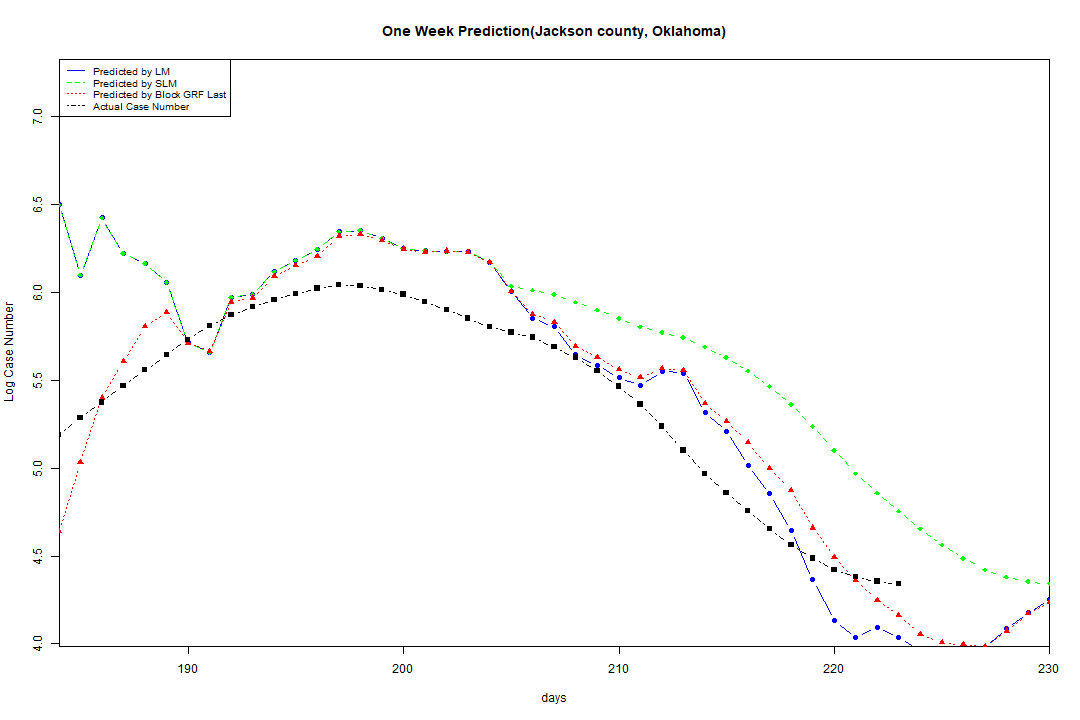 One Week Prediction(Jackson county, Oklahoma)
Predicted by LM
Predicted by SLM
Predicted by Block GRF Last
Actual Case Number
7.0
6.5
6.0
5.5
5.0
4.5
4.0
Log Case Number
190 200 210 220 230
days